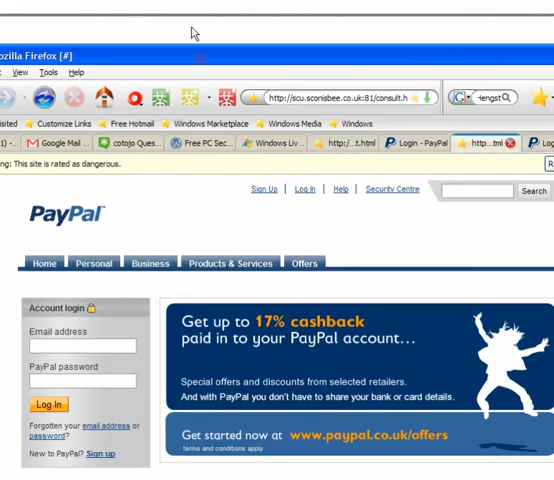 ozilla Firefox [#]
View Tools Help
http://scu.sconisbee.co.uk:81/consult.h
Customize Links Free Hotmail Windows Marketplace Windows Media Windows
Google Mail ... cotojo Ques... Free PC Sec... Windows Liv... http:/...t.html Login - PayPal http...tml Log
ng: This site is rated as dangerous.
Sign Up Log In Help Security Centre
Search
PayPal
Home Personal Business Products & Services Offers
Account login
Email address
PayPal password
Log In
Forgotten your email address or
password?
New to PayPal? Sign up
Get up to 17% cashback
paid in to your PayPal account...
Special offers and discounts from selected retailers.
And with PayPal you don't have to share your bank or card details.
Get started now at www.paypal.co.uk/offers
terms and conditions apply